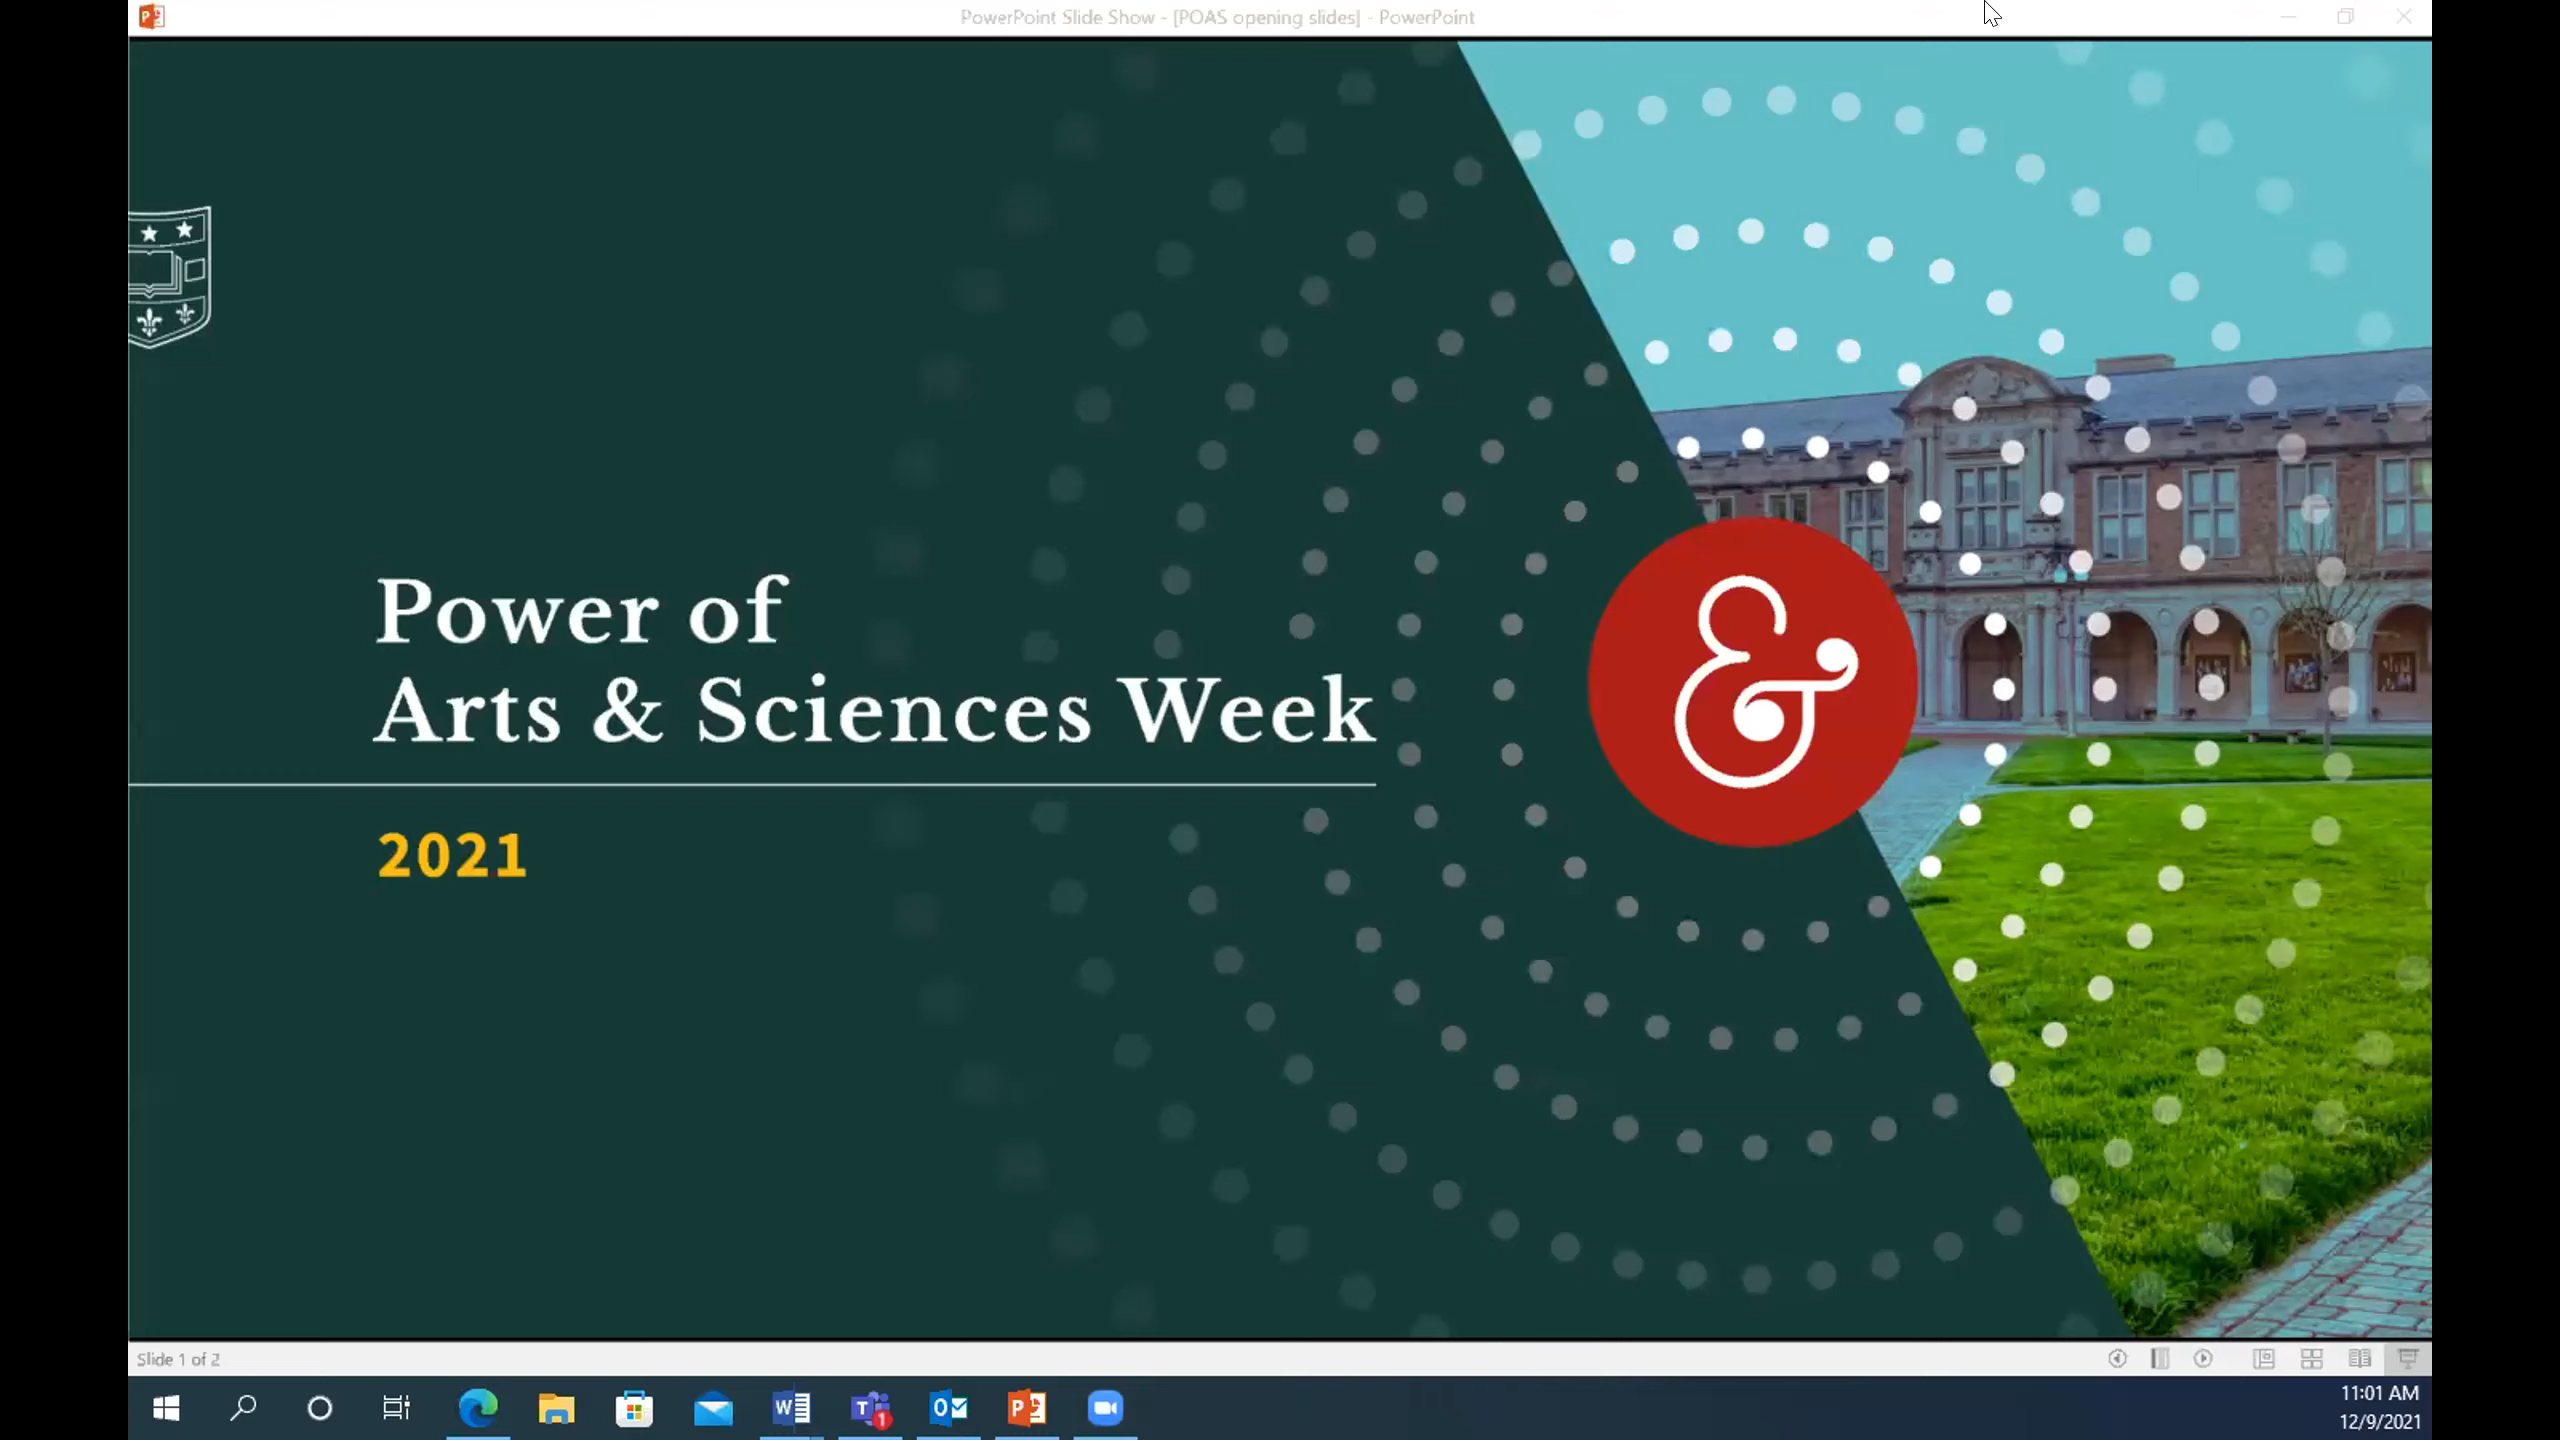 PowerPoint Slide Show - [POAS opening slides] - PowerPoint
Power of
Arts & Sciences Week
&
2021
Slide 1 of 2
1
11:01 AM
12/9/2021